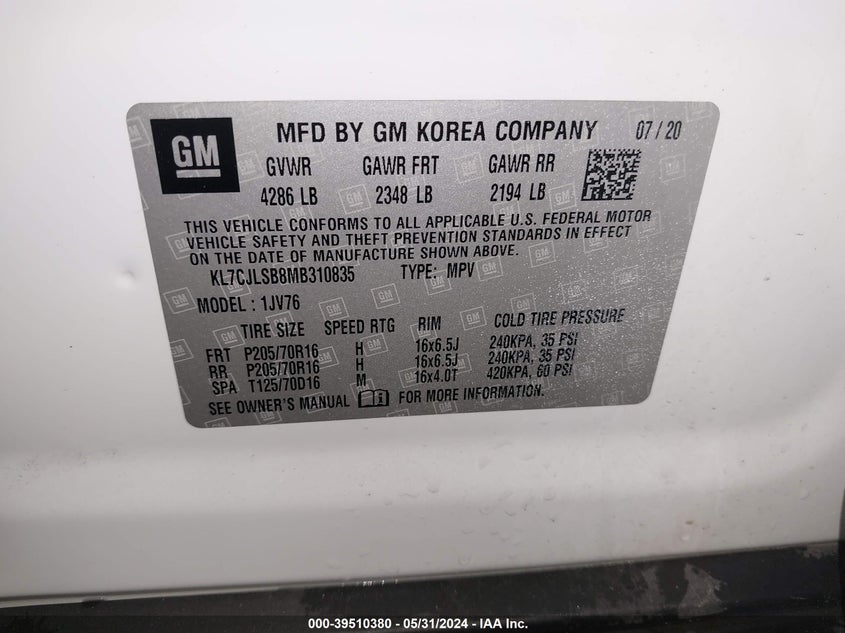 GM MFD BY GM KOREA COMPANY 07 / 20
GVWR GAWR FRT GAWR RR
4286 LB 2348 LB 2194 LB
THIS VEHICLE CONFORMS TO ALL APPLICABLE U.S. FEDERAL MOTOR
VEHICLE SAFETY AND THEFT PREVENTION STANDARDS IN EFFECT
ON THE DATE OF MANUFACTURE SHOWN ABOVE.
KL7CJLSB8MB310835 TYPE: MPV
MODEL : 1JV76
TIRE SIZE SPEED RTG RIM COLD TIRE PRESSURE
FRT P205/70R16 H 16x6.5J 240KPA, 35 PSI
RR P205/70R16 H 16x6.5J 240KPA, 35 PSI
SPA T125/70D16 M 16x4.0T 420KPA, 60 PSI
SEE OWNER'S MANUAL FOR MORE INFORMATION.
000-39510380 - 05/31/2024 - IAA Inc.